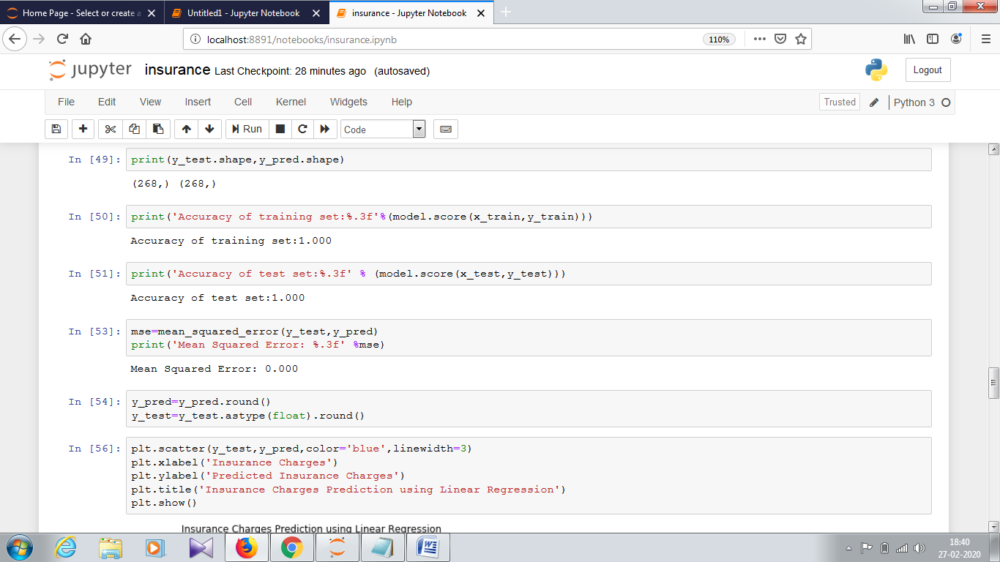 Home Page - Select or create a
Untitled1 - Jupyter Notebook
insurance - Jupyter Notebook
localhost:8891/notebooks/insurance.ipynb
110%
jupyter insurance Last Checkpoint: 28 minutes ago (autosaved)
Logout
File Edit View Insert Cell Kernel Widgets Help
Trusted
Python 3
Run
Code
In [49]: print(y_test.shape,y_pred.shape)
(268,) (268,)
In [50]: print('Accuracy of training set:%.3f'%(model.score(x_train,y_train)))
Accuracy of training set:1.000
In [51]: print('Accuracy of test set:%.3f' % (model.score(x_test,y_test)))
Accuracy of test set:1.000
In [53]: mse=mean_squared_error(y_test,y_pred)
print('Mean Squared Error: %.3f' %mse)
Mean Squared Error: 0.000
In [54]: y_pred=y_pred.round()
y_test=y_test.astype(float).round()
In [56]: plt.scatter(y_test,y_pred,color='blue',linewidth=3)
plt.xlabel('Insurance Charges')
plt.ylabel('Predicted Insurance Charges')
plt.title('Insurance Charges Prediction using Linear Regression')
plt.show()
Insurance Charges Prediction using Linear Regression
18:40
27-02-2020